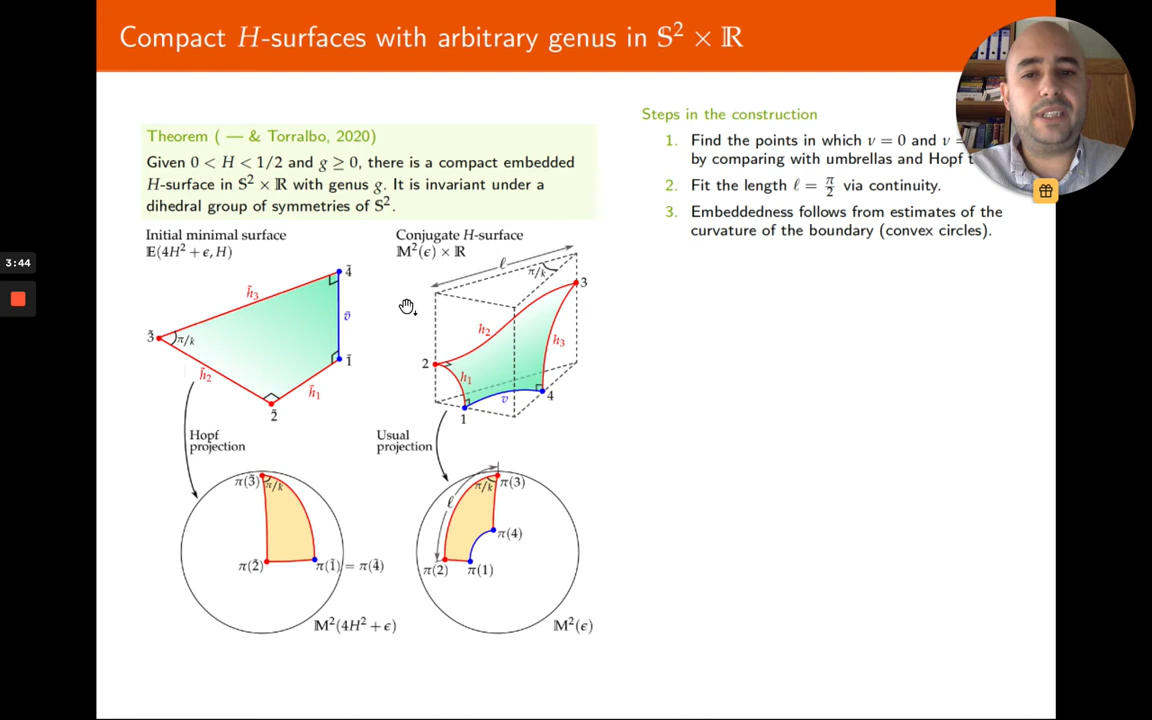 Compact H-surfaces with arbitrary genus in 𝕊² × ℝ
Theorem ( — & Torralbo, 2020)
Given 0 < H < 1/2 and g ≥ 0, there is a compact embedded
H-surface in 𝕊² × ℝ with genus g. It is invariant under a
dihedral group of symmetries of 𝕊².
Initial minimal surface
𝔼(4H² + ϵ, H)
Conjugate H-surface
𝕄²(ϵ) × ℝ
4̃
h̃₃
ṽ
3̃
π/k
1̃
h̃₂
h̃₁
2̃
ℓ
π/k
3
h₂
h₃
2
h₁
v
4
1
Hopf
projection
Usual
projection
π(3̃)
π/k
π(2̃)
π(1̃) = π(4̃)
𝕄²(4H² + ϵ)
π/k
π(3)
ℓ
π(4)
π(2)
π(1)
𝕄²(ϵ)
Steps in the construction
1. Find the points in which ν = 0 and ν =
by comparing with umbrellas and Hopf t
2. Fit the length ℓ = π/2 via continuity.
3. Embeddedness follows from estimates of the
curvature of the boundary (convex circles).
3:44